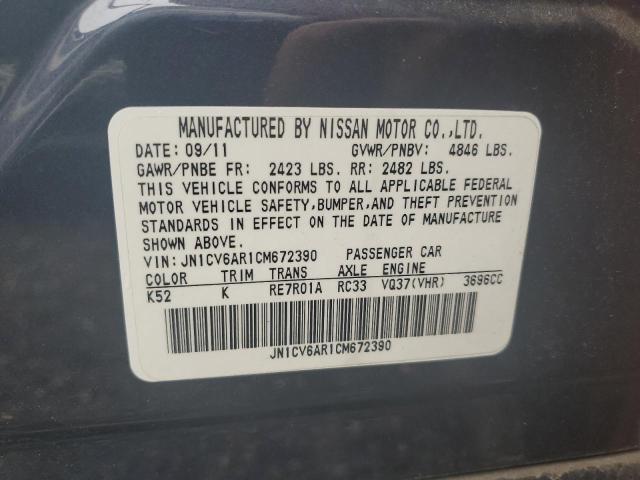 MANUFACTURED BY NISSAN MOTOR CO.,LTD.
DATE: 09/11 GVWR/PNBV: 4846 LBS.
GAWR/PNBE FR: 2423 LBS. RR: 2482 LBS.
THIS VEHICLE CONFORMS TO ALL APPLICABLE FEDERAL
MOTOR VEHICLE SAFETY,BUMPER,AND THEFT PREVENTION
STANDARDS IN EFFECT ON THE DATE OF MANUFACTURE
SHOWN ABOVE.
VIN: JN1CV6AR1CM672390 PASSENGER CAR
COLOR TRIM TRANS AXLE ENGINE
K52 K RE7R01A RC33 VQ37(VHR) 3696CC
JN1CV6AR1CM672390